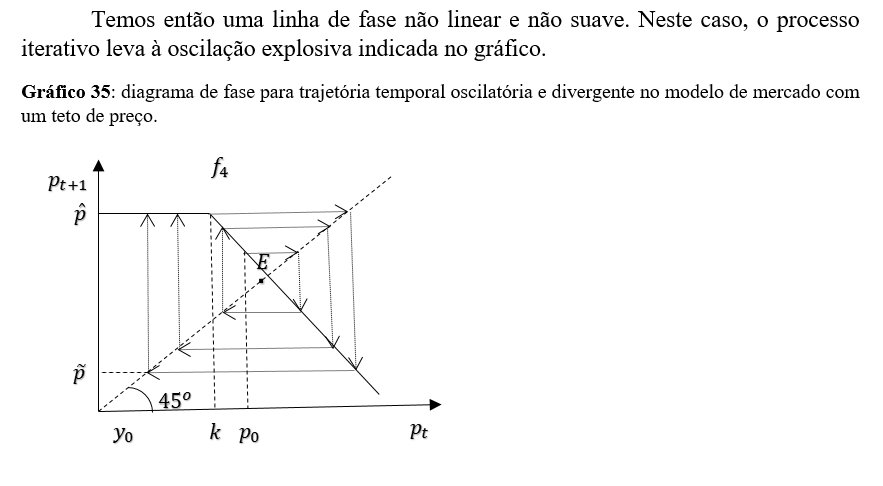 Temos então uma linha de fase não linear e não suave. Neste caso, o processo
iterativo leva à oscilação explosiva indicada no gráfico.
Gráfico 35: diagrama de fase para trajetória temporal oscilatória e divergente no modelo de mercado com
um teto de preço.
f₄
pₜ₊₁
p̂
E
p̃
45º
y₀ k p₀ pₜ